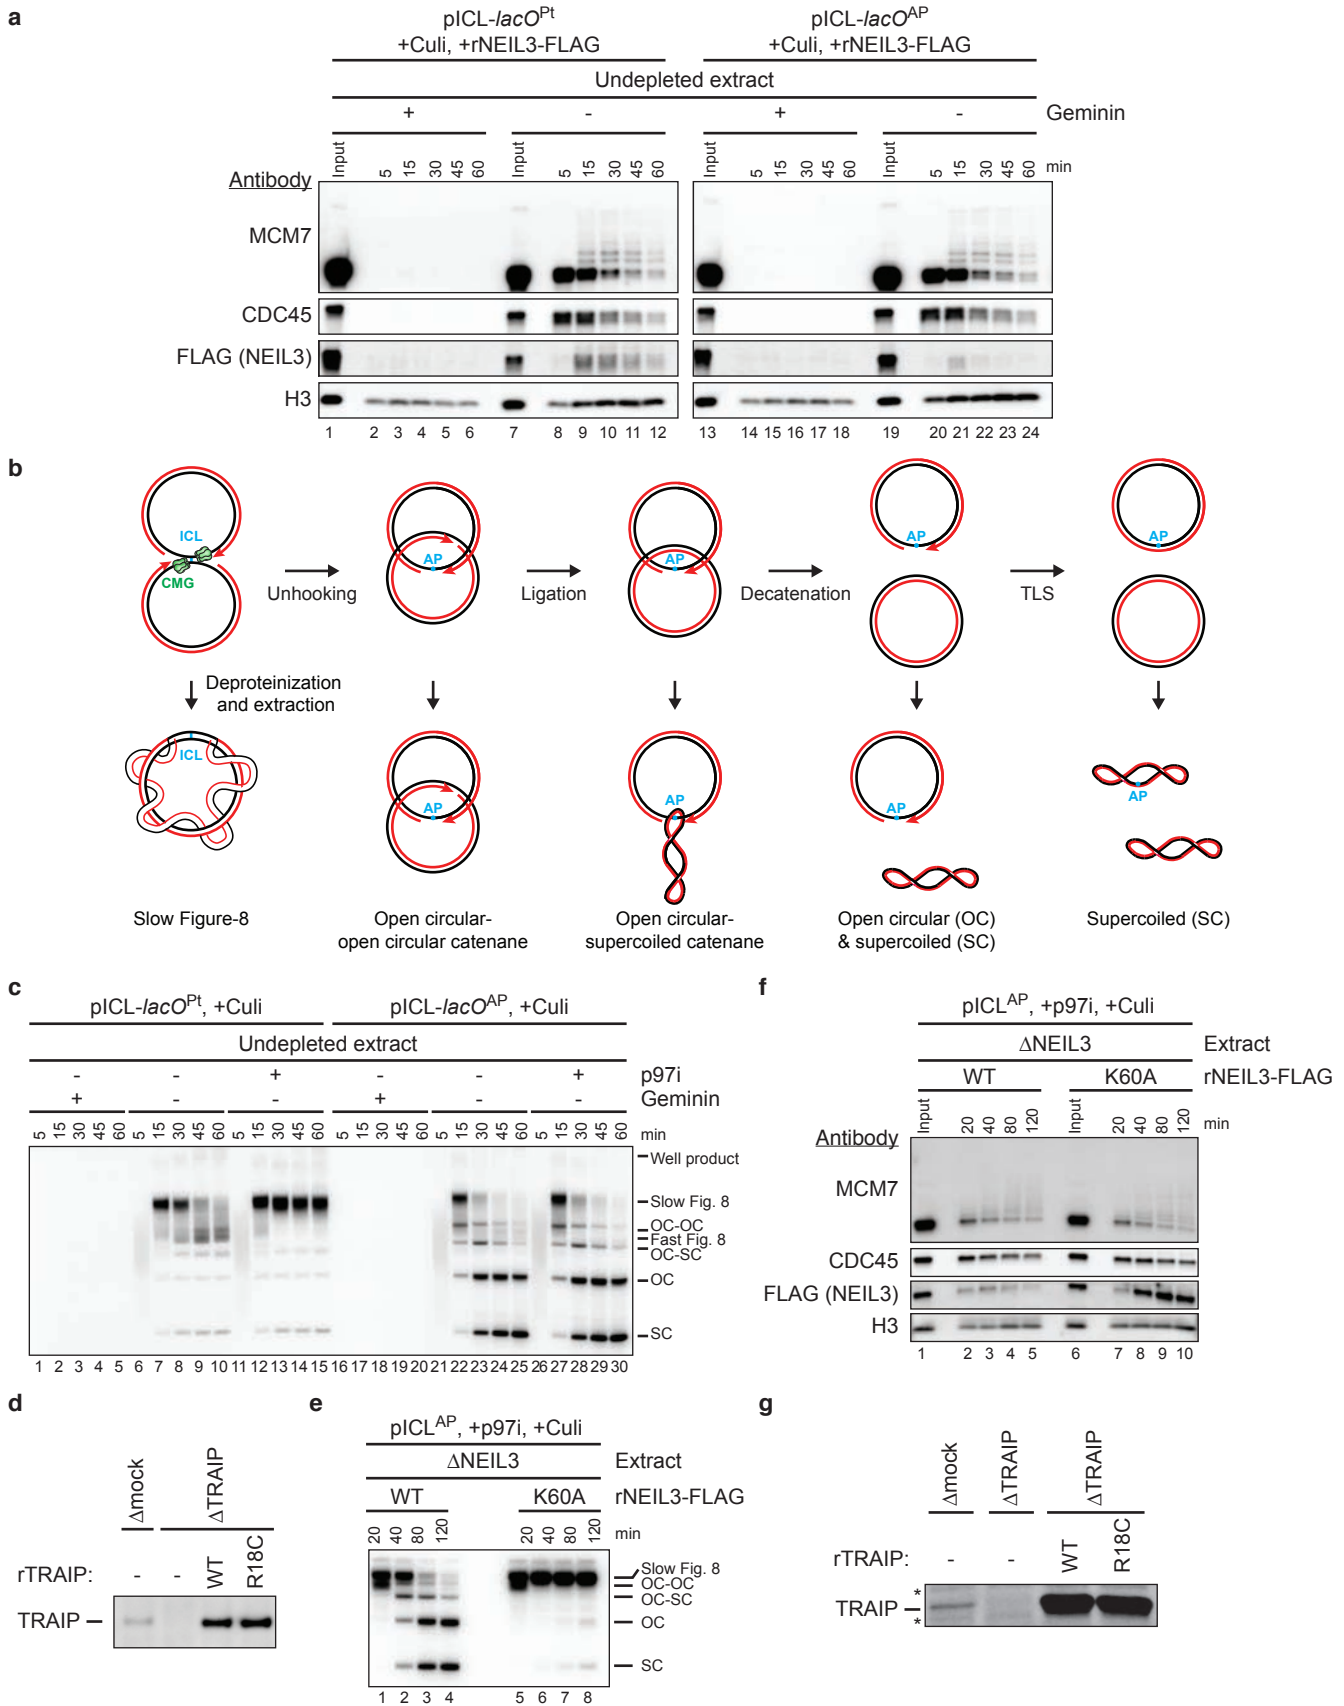 a
pICL-lacO^Pt
+Culi, +rNEIL3-FLAG
pICL-lacO^AP
+Culi, +rNEIL3-FLAG
Undepleted extract
+ - + - Geminin
Input 5 15 30 45 60 Input 5 15 30 45 60 Input 5 15 30 45 60 Input 5 15 30 45 60 min
Antibody
MCM7
CDC45
FLAG (NEIL3)
H3
1 2 3 4 5 6 7 8 9 10 11 12 13 14 15 16 17 18 19 20 21 22 23 24
b
ICL
CMG
Unhooking
AP
Ligation
AP
Decatenation
AP
TLS
AP
Deproteinization
and extraction
ICL
AP
AP
AP
AP
Slow Figure-8
Open circular-
open circular catenane
Open circular-
supercoiled catenane
Open circular (OC)
& supercoiled (SC)
Supercoiled (SC)
c
pICL-lacO^Pt, +Culi pICL-lacO^AP, +Culi
Undepleted extract
- - + - - + p97i
+ - - + - - Geminin
5 15 30 45 60 5 15 30 45 60 5 15 30 45 60 5 15 30 45 60 5 15 30 45 60 5 15 30 45 60 min
Well product
Slow Fig. 8
OC-OC
Fast Fig. 8
OC-SC
OC
SC
1 2 3 4 5 6 7 8 9 10 11 12 13 14 15 16 17 18 19 20 21 22 23 24 25 26 27 28 29 30
f
pICL^AP, +p97i, +Culi
ΔNEIL3 Extract
WT K60A rNEIL3-FLAG
Input 20 40 80 120 Input 20 40 80 120 min
Antibody
MCM7
CDC45
FLAG (NEIL3)
H3
1 2 3 4 5 6 7 8 9 10
d
Δmock ΔTRAIP
rTRAIP: - - WT R18C
TRAIP
e
pICL^AP, +p97i, +Culi
ΔNEIL3 Extract
WT K60A rNEIL3-FLAG
20 40 80 120 20 40 80 120 min
Slow Fig. 8
OC-OC
OC-SC
OC
SC
1 2 3 4 5 6 7 8
g
Δmock ΔTRAIP ΔTRAIP
rTRAIP: - - WT R18C
*
TRAIP
*